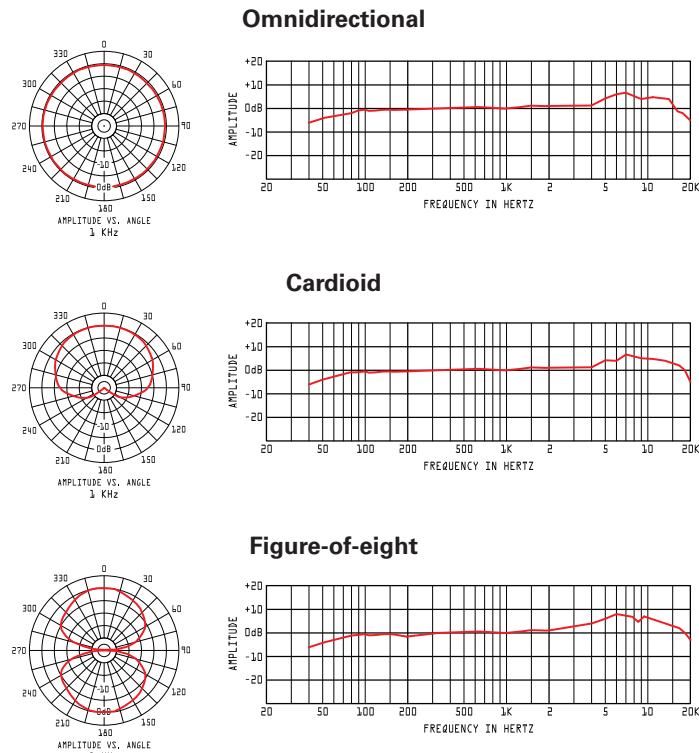 Omnidirectional
0
330 30
300 60
270 90
240 120
210 150
180
-10
0dB
AMPLITUDE VS. ANGLE
1 KHz
AMPLITUDE
+20
+10
0dB
-10
-20
20 50 100 200 500 1K 2 5 10 20K
FREQUENCY IN HERTZ
Cardioid
0
330 30
300 60
270 90
240 120
210 150
180
-10
0dB
AMPLITUDE VS. ANGLE
1 KHz
AMPLITUDE
+20
+10
0dB
-10
-20
20 50 100 200 500 1K 2 5 10 20K
FREQUENCY IN HERTZ
Figure-of-eight
0
330 30
300 60
270 90
240 120
210 150
180
-10
0dB
AMPLITUDE VS. ANGLE
AMPLITUDE
+20
+10
0dB
-10
-20
20 50 100 200 500 1K 2 5 10 20K
FREQUENCY IN HERTZ